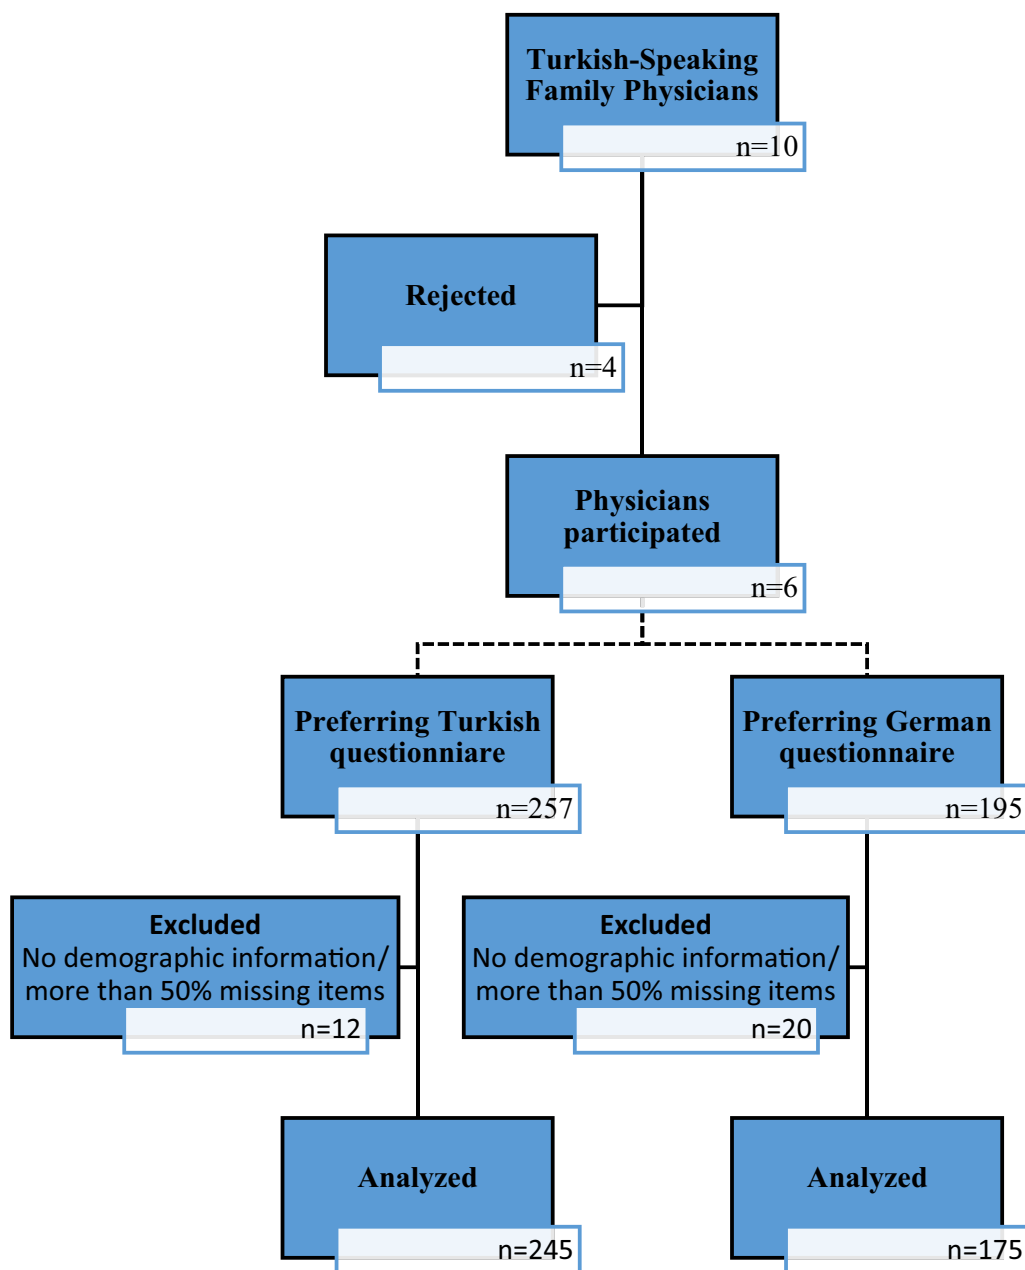 Turkish-Speaking
Family Physicians
n=10
Rejected
n=4
Physicians
participated
n=6
Preferring Turkish
questionniare
n=257
Preferring German
questionnaire
n=195
Excluded
No demographic information/
more than 50% missing items
n=12
Excluded
No demographic information/
more than 50% missing items
n=20
Analyzed
n=245
Analyzed
n=175